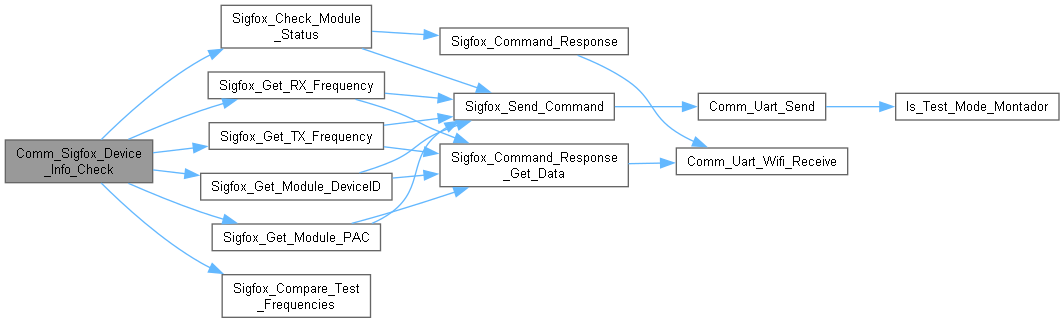 Comm_Sigfox_Device
_Info_Check
Sigfox_Check_Module
_Status
Sigfox_Get_RX_Frequency
Sigfox_Get_TX_Frequency
Sigfox_Get_Module_DeviceID
Sigfox_Get_Module_PAC
Sigfox_Compare_Test
_Frequencies
Sigfox_Command_Response
Sigfox_Send_Command
Sigfox_Command_Response
_Get_Data
Comm_Uart_Send
Comm_Uart_Wifi_Receive
Is_Test_Mode_Montador